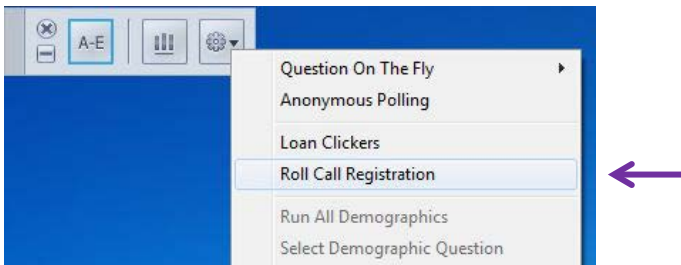 A-E
Question On The Fly
Anonymous Polling
Loan Clickers
Roll Call Registration
Run All Demographics
Select Demographic Question